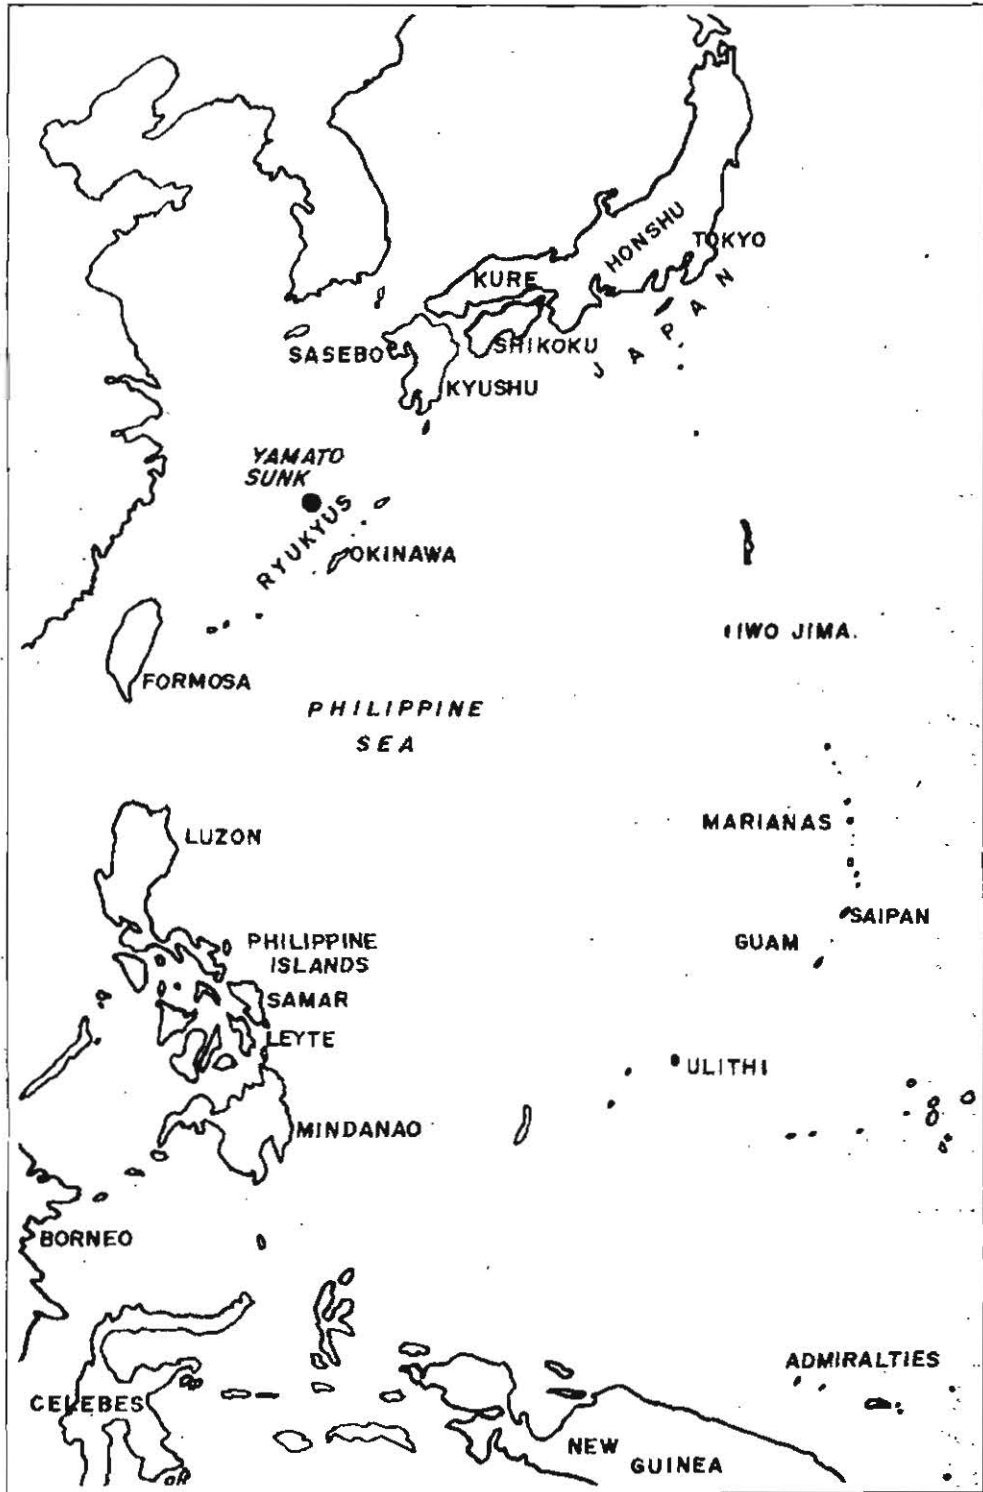 HONSHU
TOKYO
KURE
JAPAN
SASEBO
SHIKOKU
KYUSHU
YAMATO
SUNK
RYUKYUS
OKINAWA
IWO JIMA.
FORMOSA
PHILIPPINE
SEA
MARIANAS
LUZON
SAIPAN
PHILIPPINE
ISLANDS
GUAM
SAMAR
LEYTE
ULITHI
MINDANAO
BORNEO
ADMIRALTIES
CELEBES
NEW
GUINEA